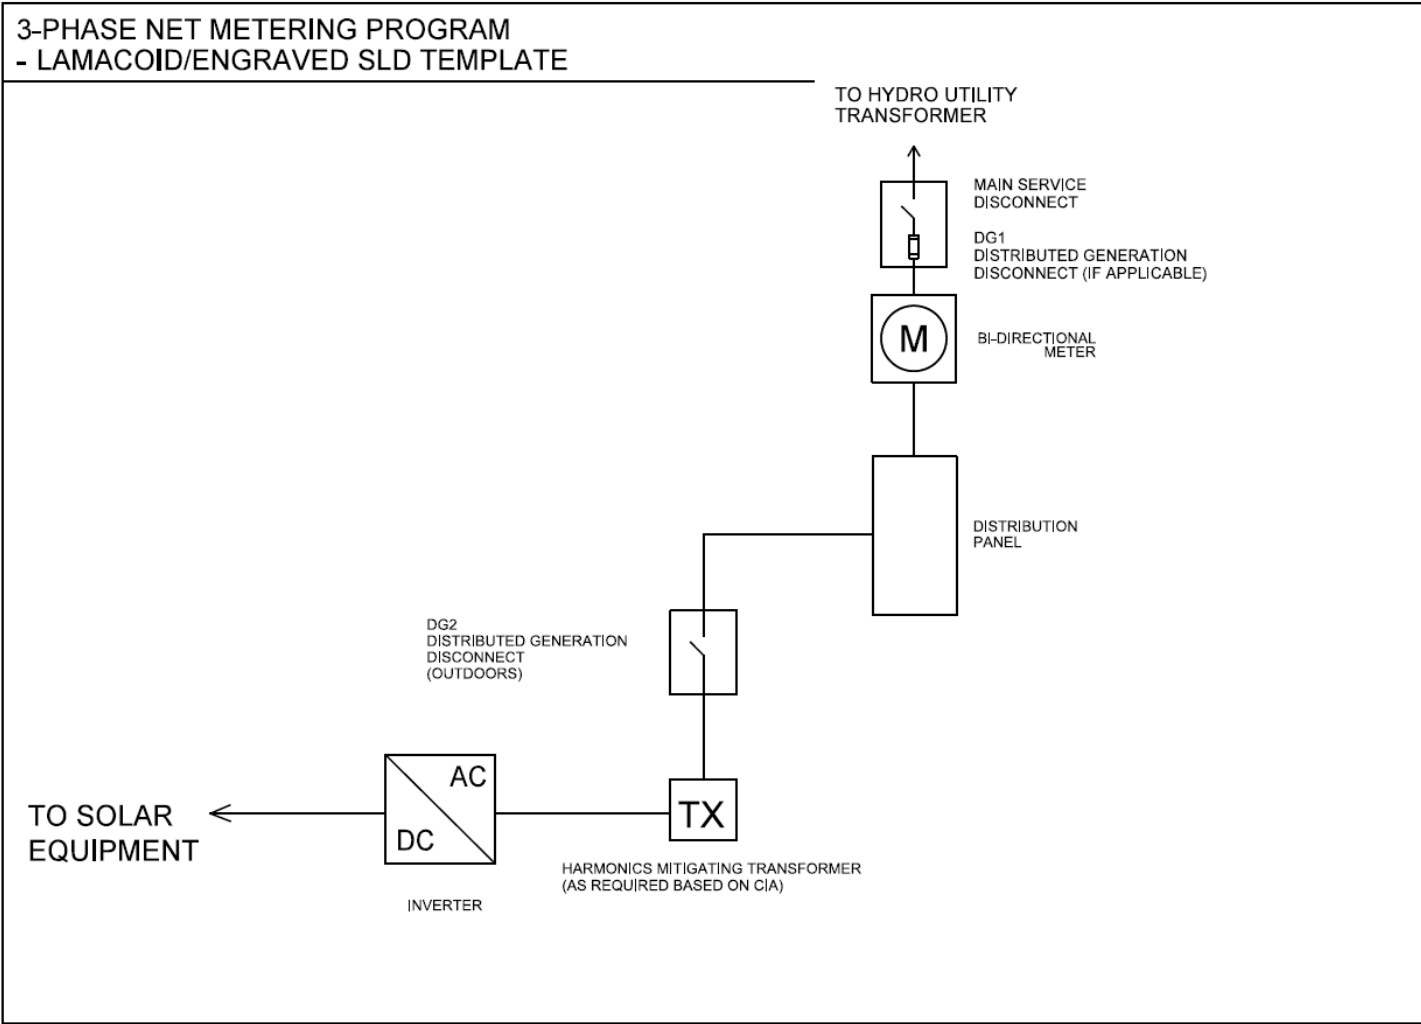 3-PHASE NET METERING PROGRAM
- LAMACOID/ENGRAVED SLD TEMPLATE
TO HYDRO UTILITY
TRANSFORMER
MAIN SERVICE
DISCONNECT
DG1
DISTRIBUTED GENERATION
DISCONNECT (IF APPLICABLE)
M
BI-DIRECTIONAL
METER
DISTRIBUTION
PANEL
DG2
DISTRIBUTED GENERATION
DISCONNECT
(OUTDOORS)
AC
DC
TX
TO SOLAR
EQUIPMENT
HARMONICS MITIGATING TRANSFORMER
(AS REQUIRED BASED ON CIA)
INVERTER